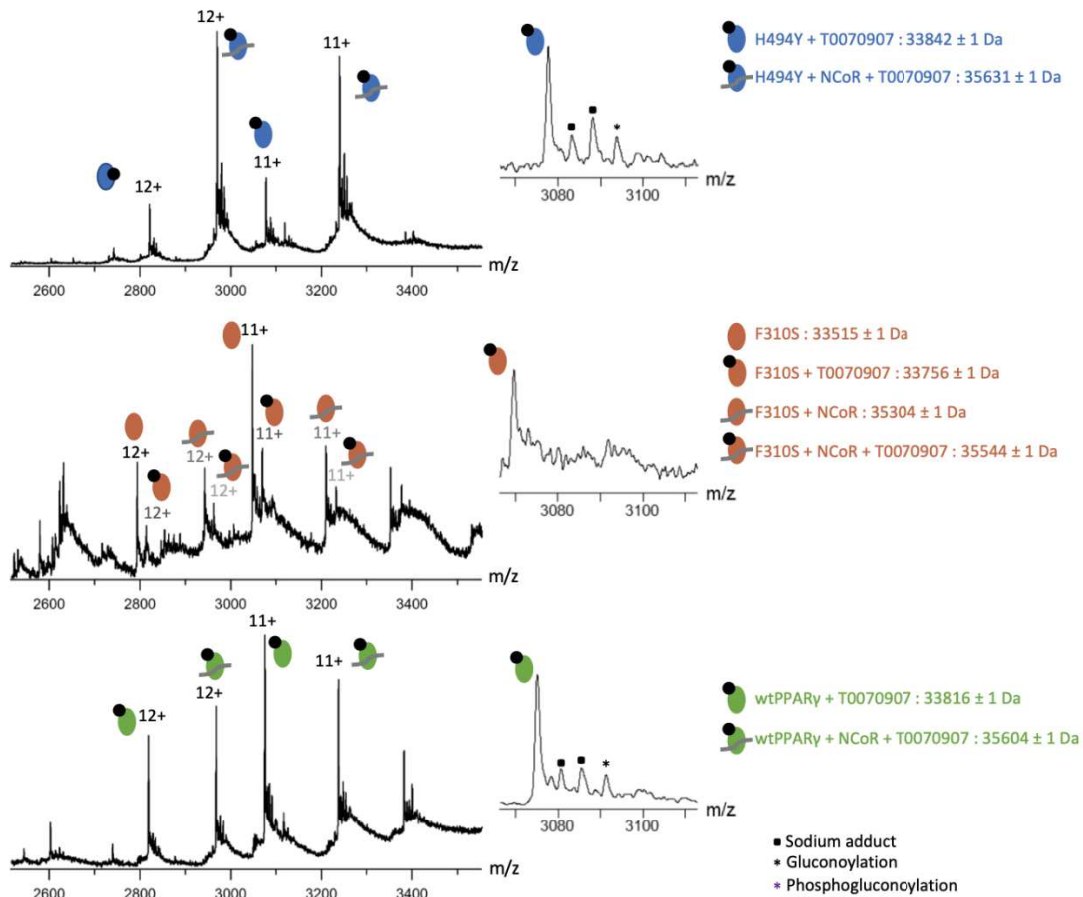 12+
11+
11+
12+
m/z
2600 2800 3000 3200 3400
m/z
3080 3100
H494Y + T0070907 : 33842 ± 1 Da
H494Y + NCoR + T0070907 : 35631 ± 1 Da
11+
12+
12+
12+
12+
11+
11+
11+
m/z
2600 2800 3000 3200 3400
m/z
3080 3100
F310S : 33515 ± 1 Da
F310S + T0070907 : 33756 ± 1 Da
F310S + NCoR : 35304 ± 1 Da
F310S + NCoR + T0070907 : 35544 ± 1 Da
12+
12+
11+
11+
m/z
2600 2800 3000 3200 3400
m/z
3080 3100
wtPPARγ + T0070907 : 33816 ± 1 Da
wtPPARγ + NCoR + T0070907 : 35604 ± 1 Da
■ Sodium adduct
* Gluconoylation
* Phosphogluconoylation